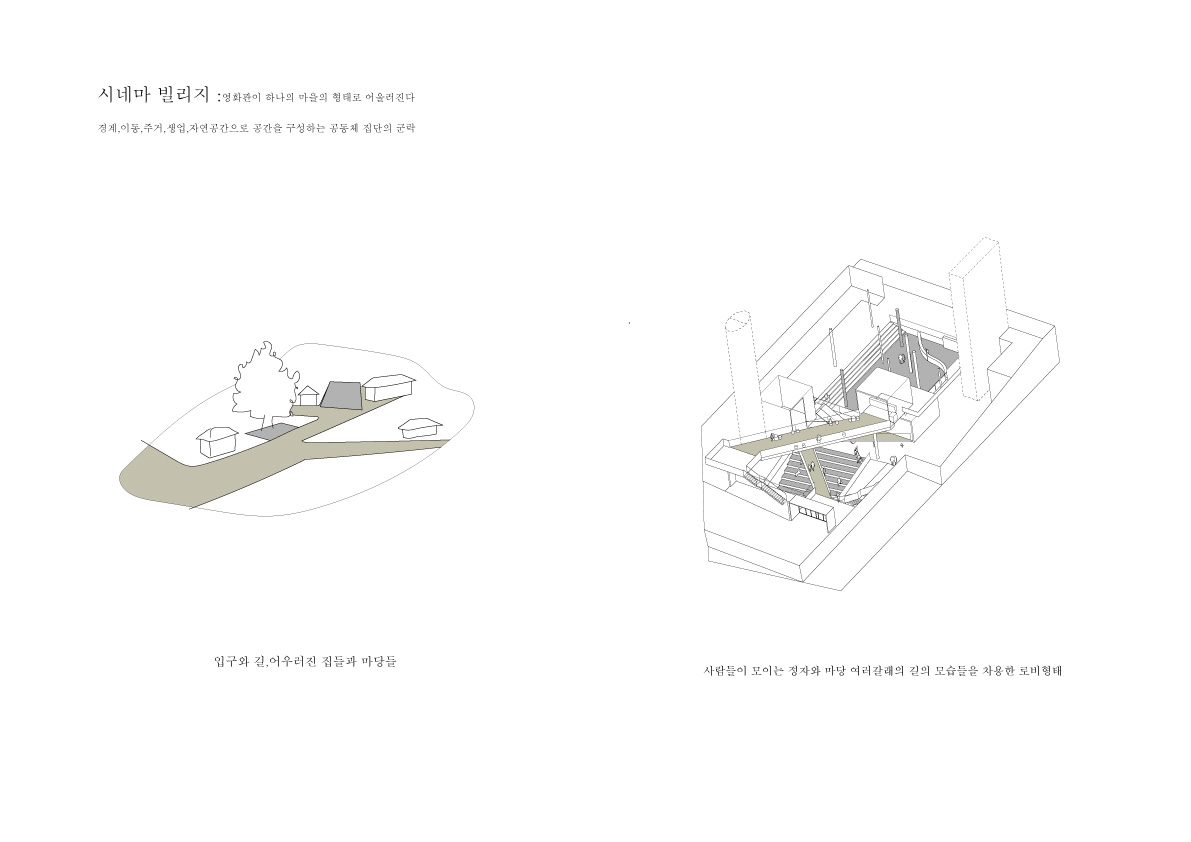 시네마 빌리지 :영화관이 하나의 마을의 형태로 어울러진다
경계,이동,주거,생업,자연공간으로 공간을 구성하는 공동체 집단의 군락
입구와 길,어우러진 집들과 마당들
사람들이 모이는 정자와 마당 여러갈래의 길의 모습들을 차용한 로비형태